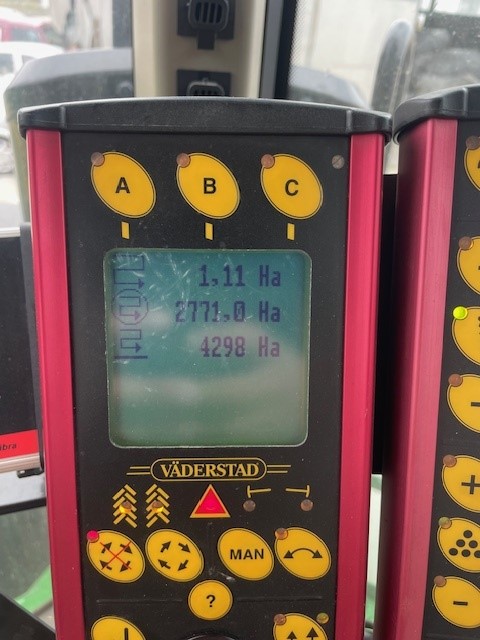 A B C
1,11 Ha
2771,0 Ha
4298 Ha
VÄDERSTAD
MAN
?
+
-